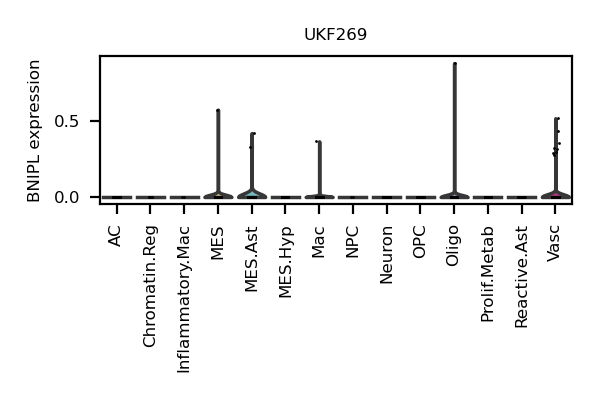 UKF269
BNIPL expression
0.5
0.0
AC
Chromatin.Reg
Inflammatory.Mac
MES
MES.Ast
MES.Hyp
Mac
NPC
Neuron
OPC
Oligo
Prolif.Metab
Reactive.Ast
Vasc